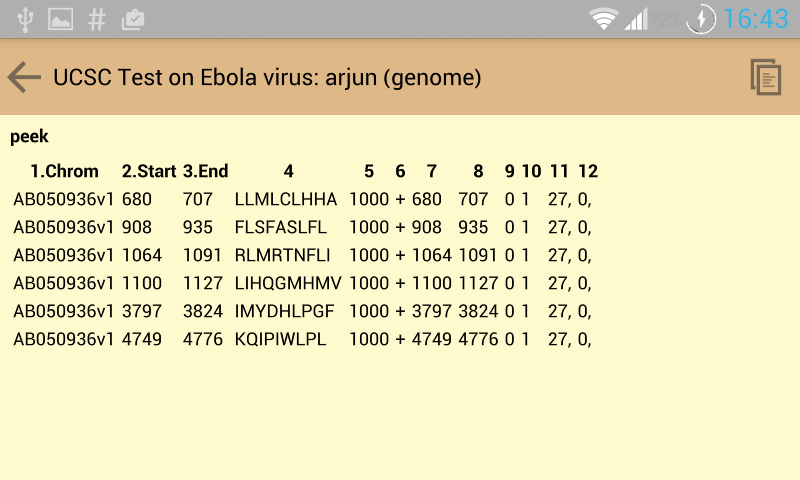 72% 16:43
UCSC Test on Ebola virus: arjun (genome)
peek
1.Chrom 2.Start 3.End 4 5 6 7 8 9 10 11 12
AB050936v1 680 707 LLMLCLHHA 1000 + 680 707 0 1 27, 0,
AB050936v1 908 935 FLSFASLFL 1000 + 908 935 0 1 27, 0,
AB050936v1 1064 1091 RLMRTNFLI 1000 + 1064 1091 0 1 27, 0,
AB050936v1 1100 1127 LIHQGMHMV 1000 + 1100 1127 0 1 27, 0,
AB050936v1 3797 3824 IMYDHLPGF 1000 + 3797 3824 0 1 27, 0,
AB050936v1 4749 4776 KQIPIWLPL 1000 + 4749 4776 0 1 27, 0,